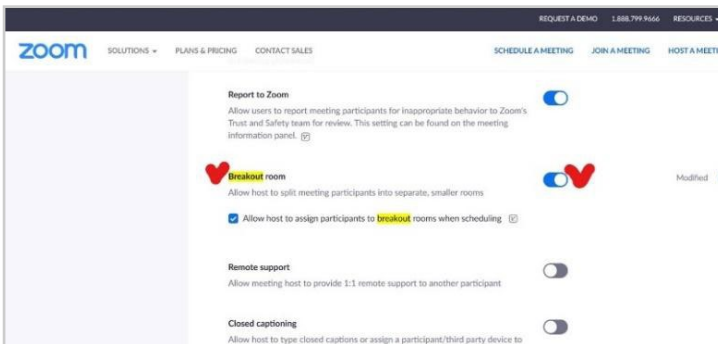 REQUEST A DEMO 1.888.799.9666 RESOURCES
zoom SOLUTIONS PLANS & PRICING CONTACT SALES SCHEDULE A MEETING JOIN A MEETING HOST A MEETI
Report to Zoom
Allow users to report meeting participants for inappropriate behavior to Zoom's
Trust and Safety team for review. This setting can be found on the meeting
information panel.
Breakout room Modified
Allow host to split meeting participants into separate, smaller rooms
Allow host to assign participants to breakout rooms when scheduling
Remote support
Allow meeting host to provide 1:1 remote support to another participant
Closed captioning
Allow host to type closed captions or assign a participant/third party device to